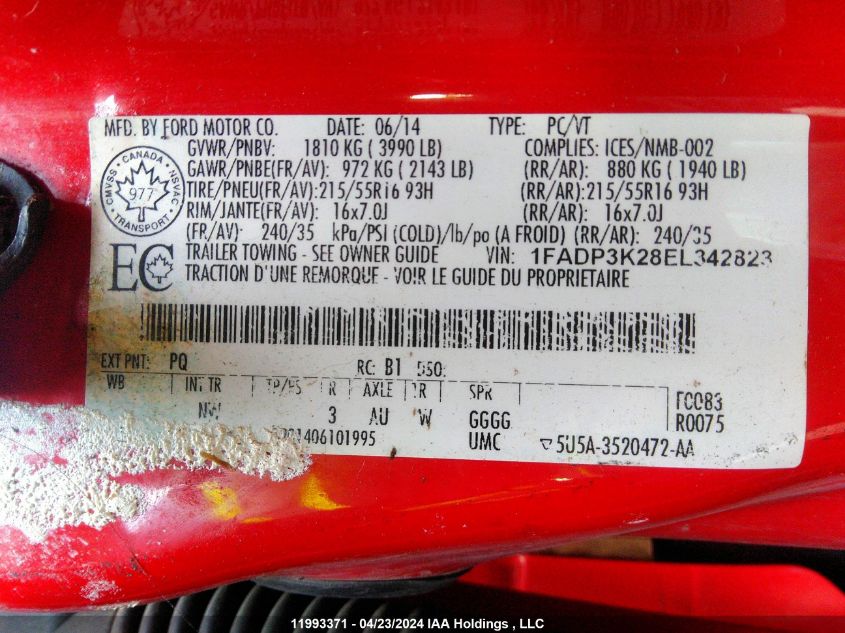 MFD. BY FORD MOTOR CO. DATE: 06/14 TYPE: PC/VT
GVWR/PNBV: 1810 KG ( 3990 LB) COMPLIES: ICES/NMB-002
GAWR/PNBE(FR/AV): 972 KG ( 2143 LB) (RR/AR): 880 KG ( 1940 LB)
TIRE/PNEU(FR/AV): 215/55R16 93H (RR/AR): 215/55R16 93H
RIM/JANTE(FR/AV): 16x7.0J (RR/AR): 16x7.0J
(FR/AV): 240/35 kPa/PSI (COLD)/lb/po (A FROID) (RR/AR): 240/35
TRAILER TOWING - SEE OWNER GUIDE VIN: 1FADP3K28EL342823
TRACTION D'UNE REMORQUE - VOIR LE GUIDE DU PROPRIETAIRE
CMVSS CANADA NSVAC
977
TRANSPORT
EC
EXT PNT: PQ RC: B1 DSO:
WB INT TR TP/PS R AXLE TR SPR
NW 3 AU W GGGG
UMC
1406101995
FC083
R0075
5U5A-3520472-AA
11993371 - 04/23/2024 IAA Holdings , LLC